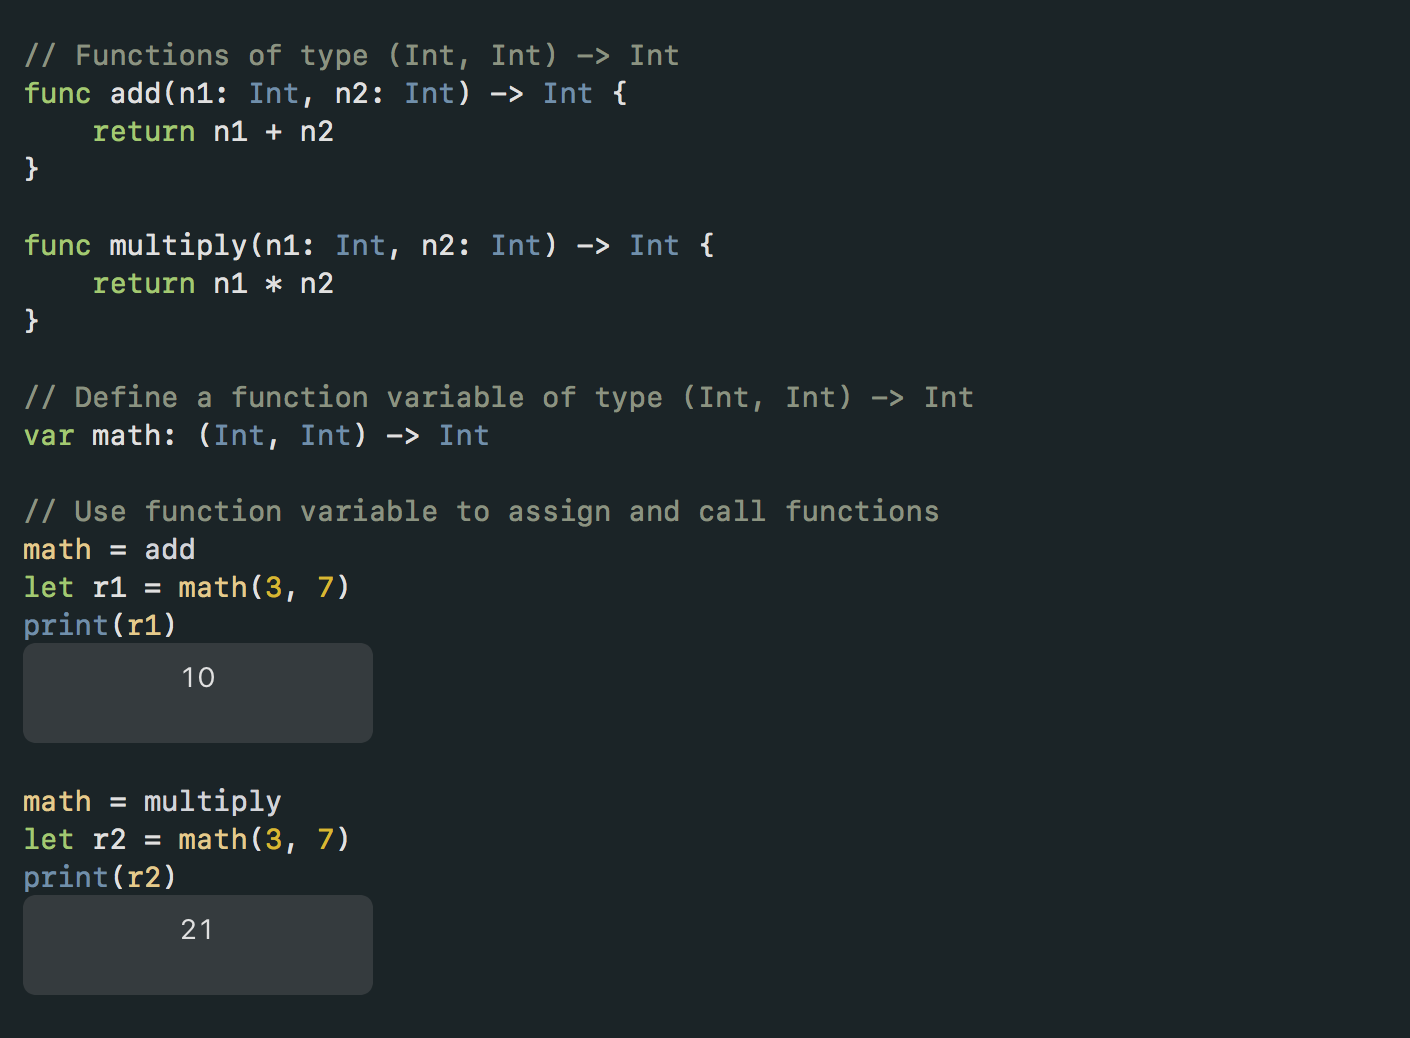 // Functions of type (Int, Int) -> Int
func add(n1: Int, n2: Int) -> Int {
    return n1 + n2
}
func multiply(n1: Int, n2: Int) -> Int {
    return n1 * n2
}
// Define a function variable of type (Int, Int) -> Int
var math: (Int, Int) -> Int
// Use function variable to assign and call functions
math = add
let r1 = math(3, 7)
print(r1)
10
math = multiply
let r2 = math(3, 7)
print(r2)
21